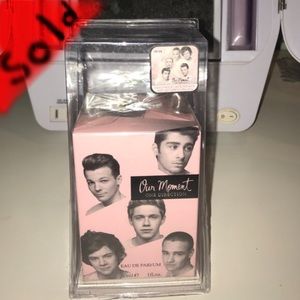 Sold
Our Moment
ONE DIRECTION
EAU DE PARFUM
1fl.oz.